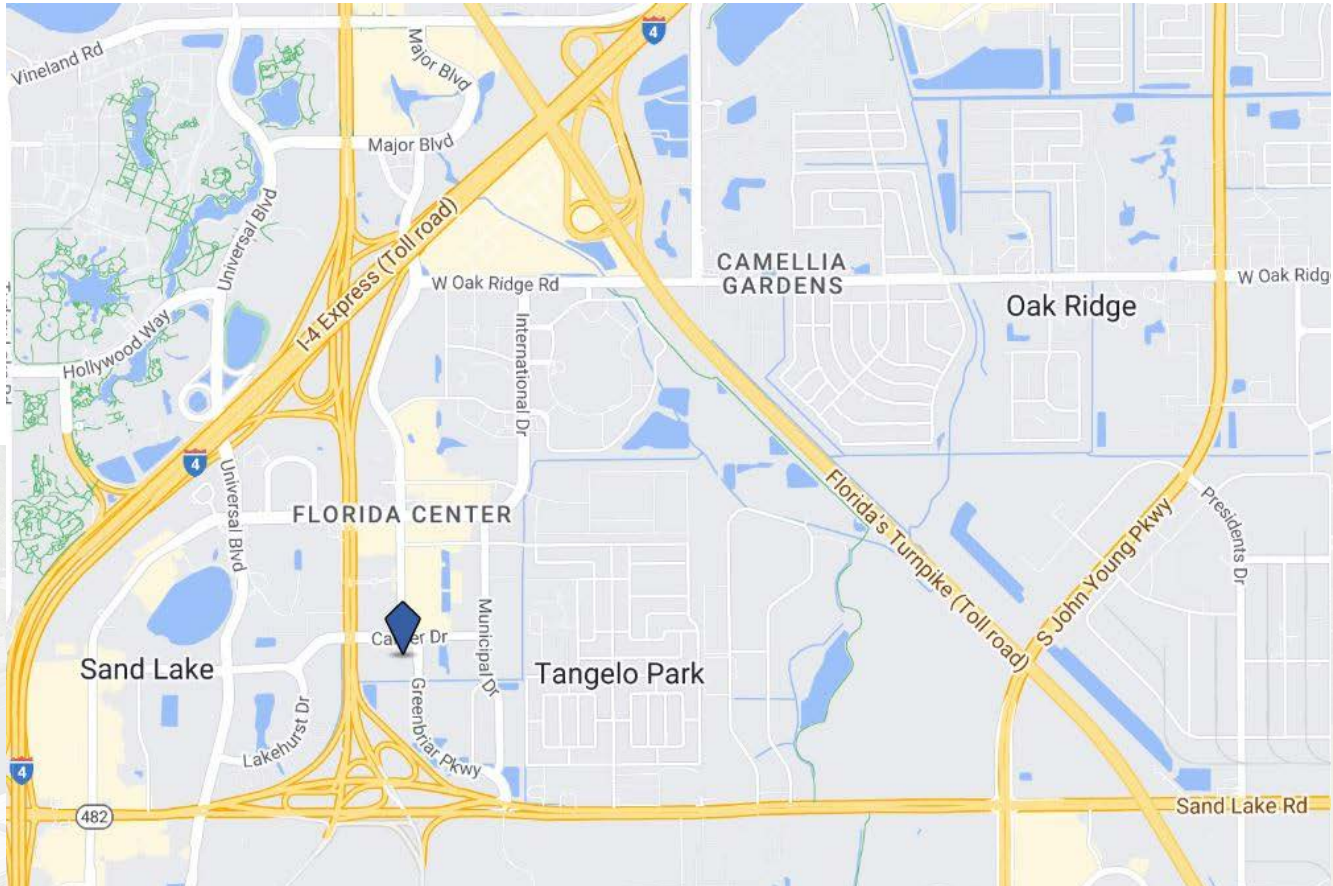 Vineland Rd
Major Blvd
4
Major Blvd
Universal Blvd
I-4 Express (Toll road)
CAMELLIA
GARDENS
W Oak Ridge Rd
W Oak Ridg
Oak Ridge
Hollywood Way
International Dr
4
Universal Blvd
FLORIDA CENTER
Florida's Turnpike (Toll road)
S John Young Pkwy
Presidents Dr
Municipal Dr
Sand Lake
Tangelo Park
Greenbriar Pkwy
Lakehurst Dr
4
482
Sand Lake Rd